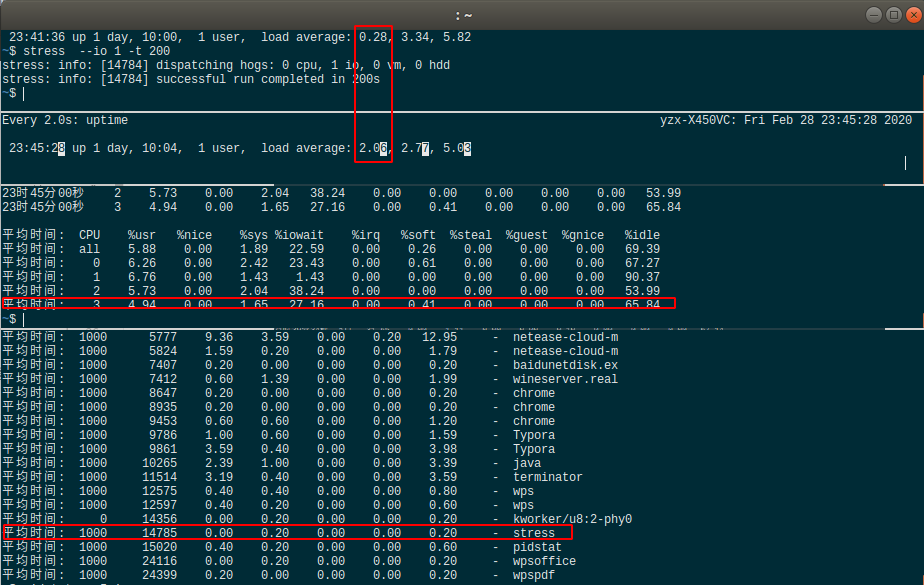 : ~
23:41:36 up 1 day, 10:00,  1 user,  load average: 0.28, 3.34, 5.82
~$ stress  --io 1 -t 200
stress: info: [14784] dispatching hogs: 0 cpu, 1 io, 0 vm, 0 hdd
stress: info: [14784] successful run completed in 200s
~$
Every 2.0s: uptime yzx-X450VC: Fri Feb 28 23:45:28 2020
23:45:28 up 1 day, 10:04,  1 user,  load average: 2.06, 2.77, 5.03
23时45分00秒 2 5.73 0.00 2.04 38.24 0.00 0.00 0.00 0.00 0.00 53.99
23时45分00秒 3 4.94 0.00 1.65 27.16 0.00 0.41 0.00 0.00 0.00 65.84
平均时间: CPU %usr %nice %sys %iowait %irq %soft %steal %guest %gnice %idle
平均时间: all 5.88 0.00 1.89 22.59 0.00 0.26 0.00 0.00 0.00 69.39
平均时间: 0 6.26 0.00 2.42 23.43 0.00 0.61 0.00 0.00 0.00 67.27
平均时间: 1 6.76 0.00 1.43 1.43 0.00 0.00 0.00 0.00 0.00 90.37
平均时间: 2 5.73 0.00 2.04 38.24 0.00 0.00 0.00 0.00 0.00 53.99
平均时间: 3 4.94 0.00 1.65 27.16 0.00 0.41 0.00 0.00 0.00 65.84
~$
平均时间: 1000 5777 9.36 3.59 0.00 0.20 12.95 - netease-cloud-m
平均时间: 1000 5824 1.59 0.20 0.00 0.00 1.79 - netease-cloud-m
平均时间: 1000 7407 0.20 0.00 0.00 0.00 0.20 - baidunetdisk.ex
平均时间: 1000 7412 0.60 1.39 0.00 0.00 1.99 - wineserver.real
平均时间: 1000 8647 0.20 0.00 0.00 0.00 0.20 - chrome
平均时间: 1000 8935 0.20 0.00 0.00 0.00 0.20 - chrome
平均时间: 1000 9453 0.60 0.60 0.00 0.00 1.20 - chrome
平均时间: 1000 9786 1.00 0.60 0.00 0.00 1.59 - Typora
平均时间: 1000 9861 3.59 0.40 0.00 0.00 3.98 - Typora
平均时间: 1000 10265 2.39 1.00 0.00 0.00 3.39 - java
平均时间: 1000 11514 3.19 0.40 0.00 0.00 3.59 - terminator
平均时间: 1000 12575 0.40 0.40 0.00 0.00 0.80 - wps
平均时间: 1000 12597 0.40 0.20 0.00 0.00 0.60 - wps
平均时间: 0 14356 0.00 0.20 0.00 0.00 0.20 - kworker/u8:2-phy0
平均时间: 1000 14785 0.00 0.20 0.00 0.00 0.20 - stress
平均时间: 1000 15020 0.40 0.20 0.00 0.00 0.60 - pidstat
平均时间: 1000 24116 0.00 0.20 0.00 0.00 0.20 - wpsoffice
平均时间: 1000 24399 0.20 0.00 0.00 0.00 0.20 - wpspdf